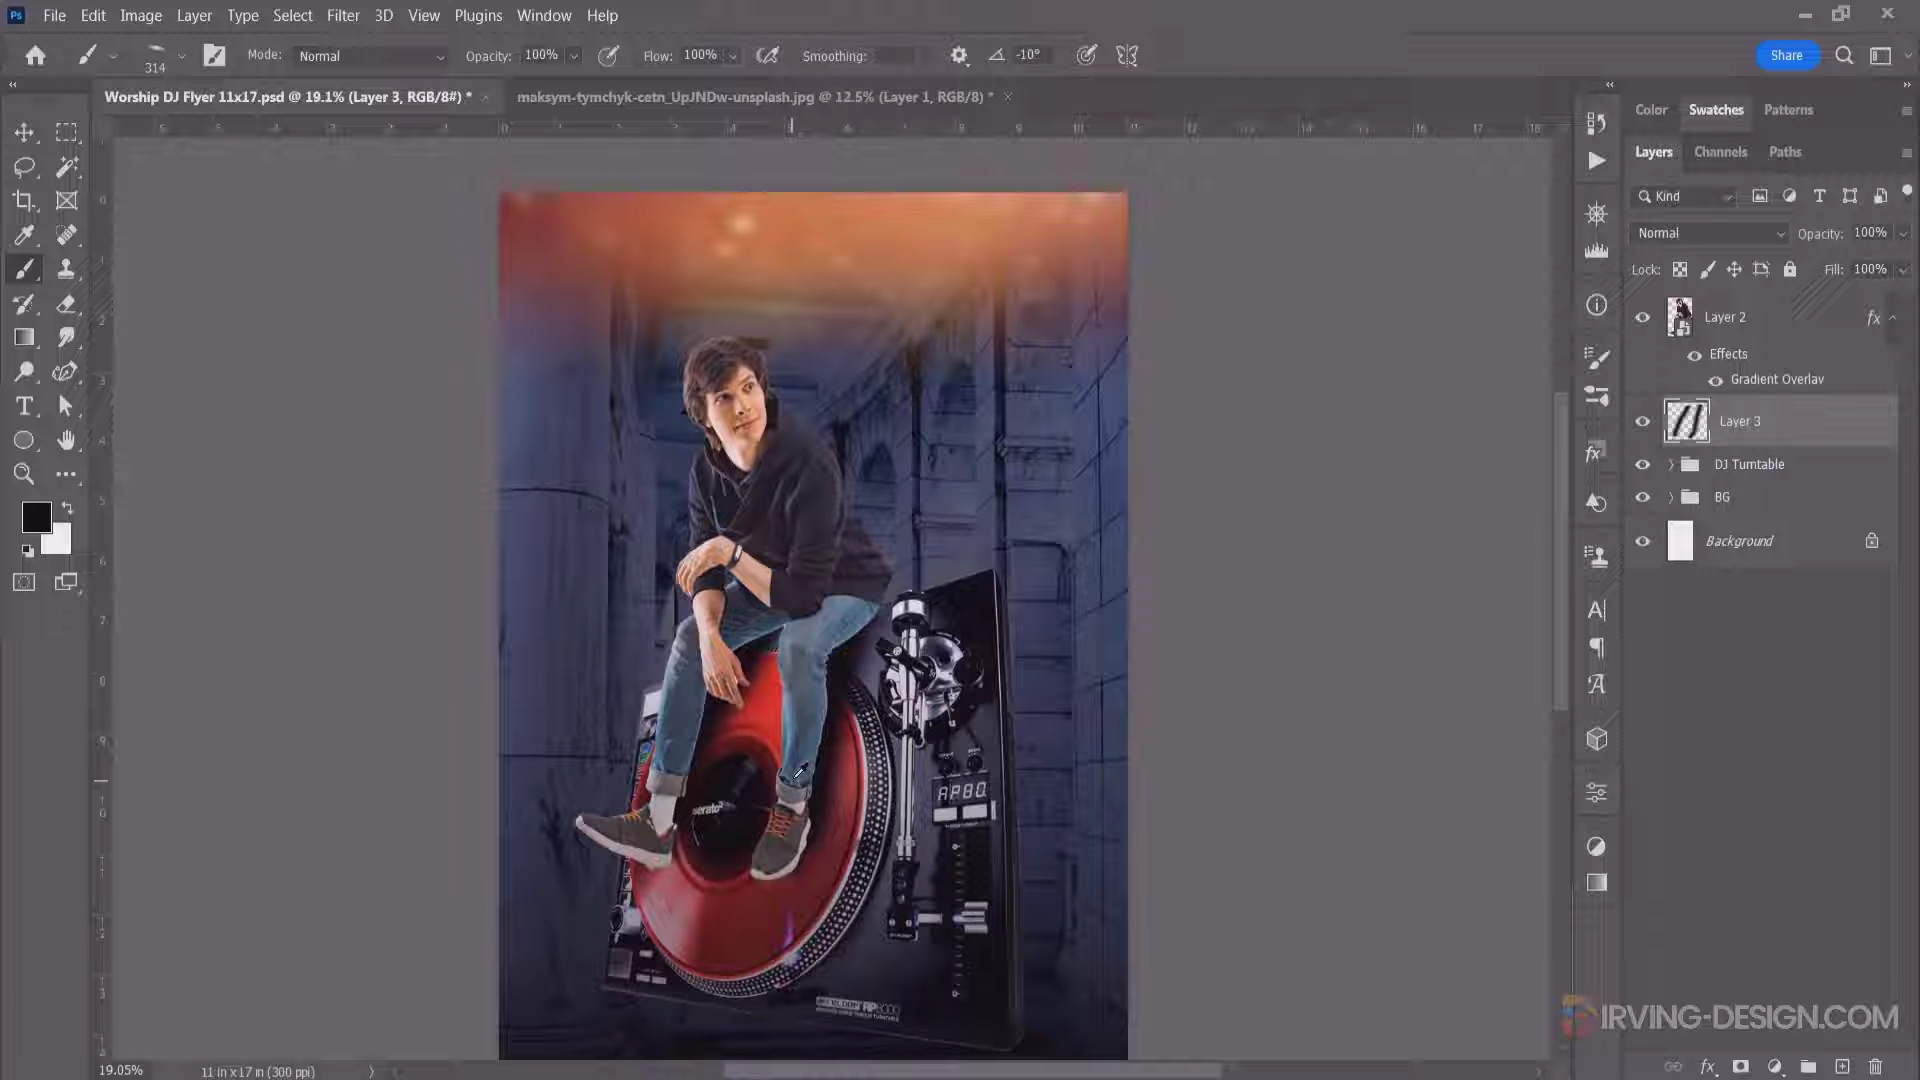 File Edit Image Layer Type Select Filter 3D View Plugins Window Help
314 Mode: Normal Opacity: 100% Flow: 100% Smoothing: -10° Share
Worship DJ Flyer 11x17.psd @ 19.1% (Layer 3, RGB/8#) * maksym-tymchyk-cetn_UpJNDw-unsplash.jpg @ 12.5% (Layer 1, RGB/8) *
Color Swatches Patterns
Layers Channels Paths
Kind
Normal Opacity: 100%
Lock: Fill: 100%
Layer 2 fx
Effects
Gradient Overlay
Layer 3
DJ Turntable
BG
Background
serato
AP80
IRVING-DESIGN.COM
19.05% 11 in x 17 in (300 ppi)